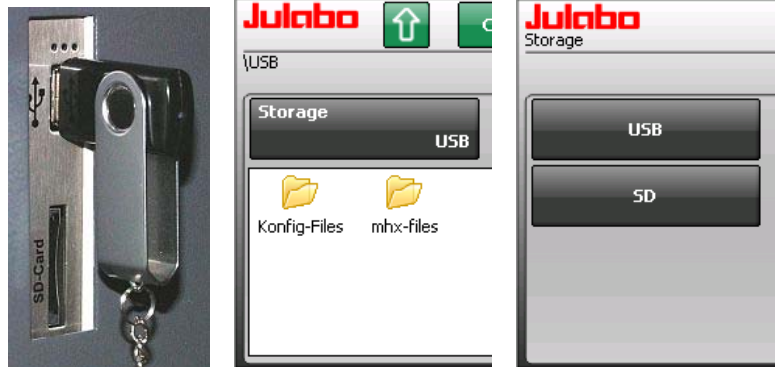 SD-Card
Julabo
\USB
Storage
USB
Konfig-Files
mhx-files
Julabo
Storage
USB
SD